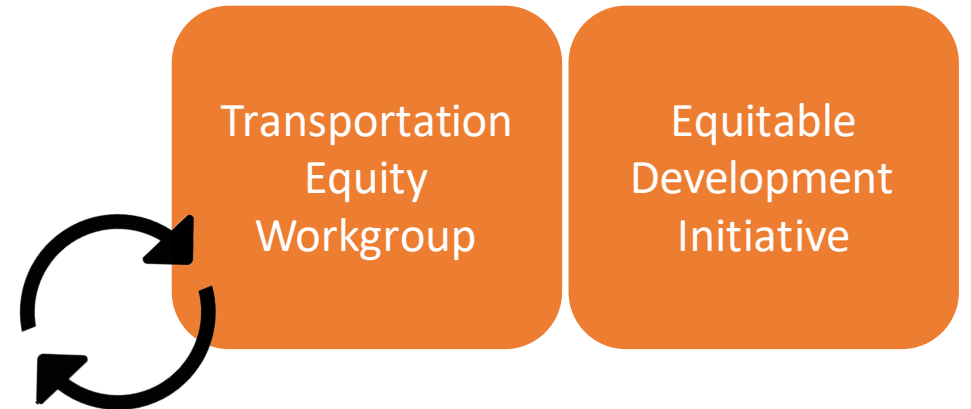 Transportation
Equity
Workgroup
Equitable
Development
Initiative